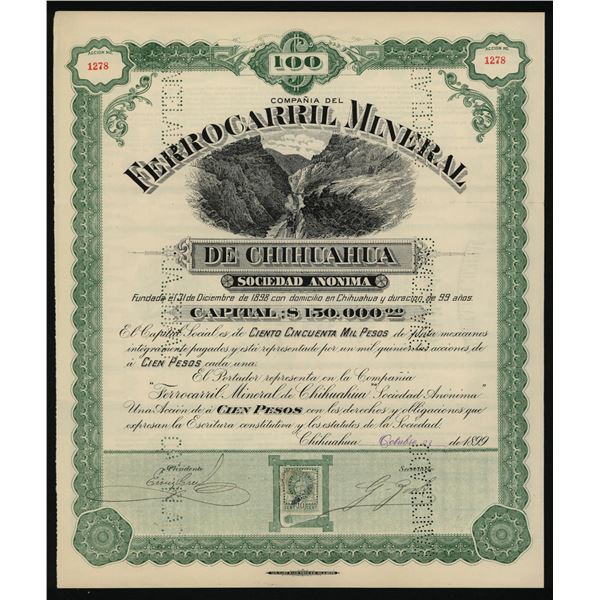 ACCION NO. 1278
100
ACCION NO. 1278
COMPAÑIA DEL
FERROCARRIL MINERAL
DE CHIHUAHUA
SOCIEDAD ANONIMA
Fundada el 31 de Diciembre de 1898 con domicilio en Chihuahua y duracion de 99 años.
CAPITAL: $ 150.000 00
El Capital Social es de CIENTO CINCUENTA MIL PESOS de plata mexicanos
integramente pagados y está representado por un mil quinientas acciones de
á CIEN PESOS cada una.
El Portador representa en la Compañia
"Ferrocarril Mineral de Chihuahua" Sociedad Anónima"
Una Acción de á CIEN PESOS con los derechos y obligaciones que
expresan la Escritura constitutiva y los estatutos de la Sociedad.
Chihuahua Octubre 21 de 1899
Presidente
Secretario